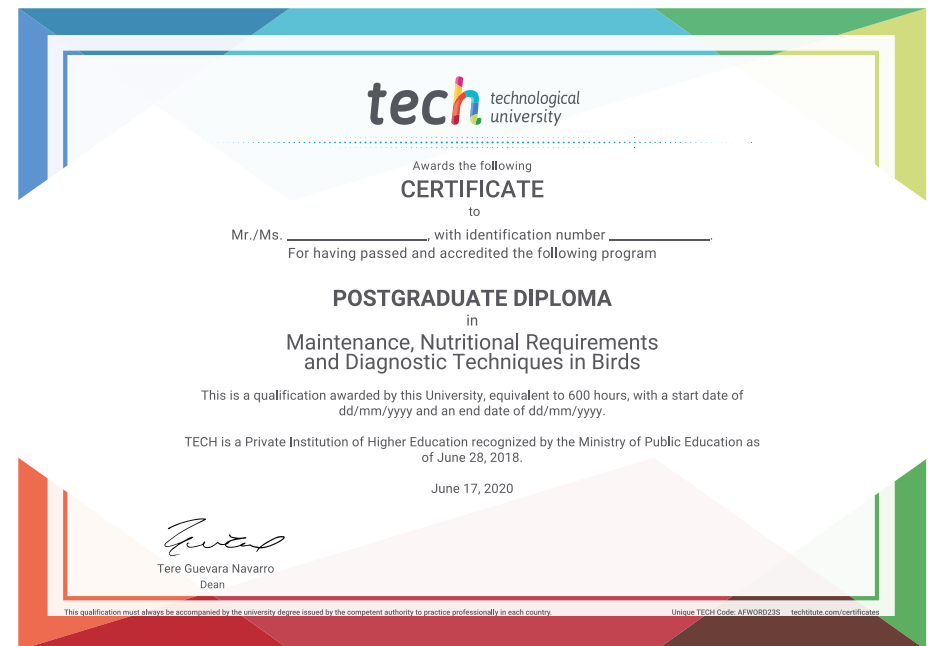 tech technological
university
Awards the following
CERTIFICATE
to
Mr./Ms. ____________________, with identification number ______________.
For having passed and accredited the following program
POSTGRADUATE DIPLOMA
in
Maintenance, Nutritional Requirements
and Diagnostic Techniques in Birds
This is a qualification awarded by this University, equivalent to 600 hours, with a start date of
dd/mm/yyyy and an end date of dd/mm/yyyy.
TECH is a Private Institution of Higher Education recognized by the Ministry of Public Education as
of June 28, 2018.
June 17, 2020
Tere Guevara Navarro
Dean
This qualification must always be accompanied by the university degree issued by the competent authority to practice professionally in each country.
Unique TECH Code: AFWORD23S techtitute.com/certificates